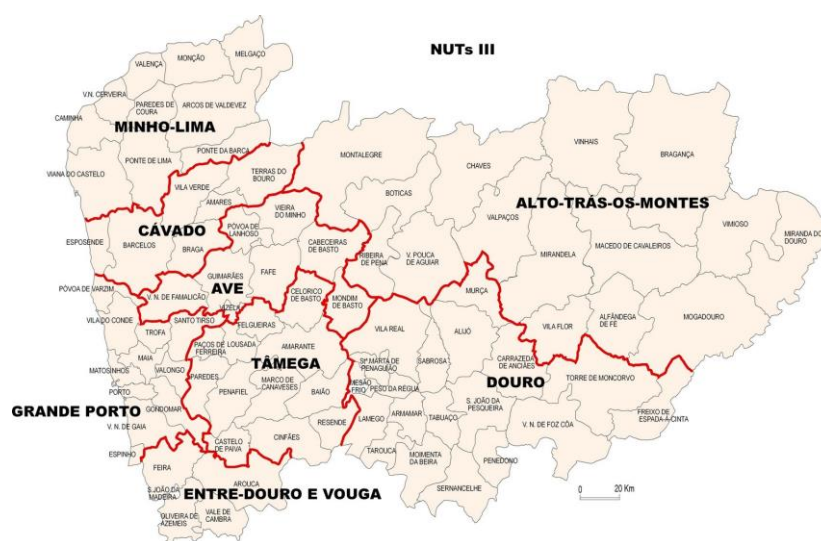 NUTs III
MELGAÇO
MONÇÃO
VALENÇA
V.N. CERVEIRA
PAREDES DE
COURA
ARCOS DE VALDEVEZ
CAMINHA
MINHO-LIMA
PONTE DA BARCA
PONTE DE LIMA
VIANA DO CASTELO
MONTALEGRE
VINHAIS
BRAGANÇA
CHAVES
TERRAS DO
BOURO
VILA VERDE
BOTICAS
AMARES
ALTO-TRÁS-OS-MONTES
VIEIRA
DO MINHO
VALPAÇOS
VIMIOSO
CÁVADO
PÓVOA DE
LANHOSO
MIRANDA DO
DOURO
ESPOSENDE
BARCELOS
BRAGA
CABECEIRAS
DE BASTO
MACEDO DE CAVALEIROS
MIRANDELA
RIBEIRA
DE PENA
V. POUCA
DE AGUIAR
GUIMARÃES
FAFE
AVE
PÓVOA DE VARZIM
V. N. DE FAMALICÃO
CELORICO
DE BASTO
MONDIM
DE BASTO
MURÇA
VIZELA
ALFÂNDEGA
DE FÉ
MOGADOURO
VILA DO CONDE
SANTO TIRSO
FELGUEIRAS
VILA REAL
ALIJÓ
VILA FLOR
TROFA
PAÇOS DE
FERREIRA
LOUSADA
AMARANTE
MAIA
TÂMEGA
Stª MARTA DE
PENAGUIÃO
SABROSA
CARRAZEDA
DE ANCIÃES
MATOSINHOS
VALONGO
PAREDES
MARCO DE
CANAVESES
MESÃO
FRIO
PESO DA RÉGUA
DOURO
TORRE DE MONCORVO
PORTO
PENAFIEL
BAIÃO
GRANDE PORTO
GONDOMAR
S. JOÃO DA
PESQUEIRA
RESENDE
LAMEGO
ARMAMAR
TABUAÇO
FREIXO DE
ESPADA-À-CINTA
V. N. DE GAIA
CINFÃES
V. N. DE FOZ CÔA
CASTELO
DE PAIVA
ESPINHO
TAROUCA
MOIMENTA
DA BEIRA
PENEDONO
FEIRA
SERNANCELHE
AROUCA
S.JOÃO DA
MADEIRA
ENTRE-DOURO E VOUGA
OLIVEIRA DE
AZEMEIS
VALE DE
CAMBRA
0 20 Km